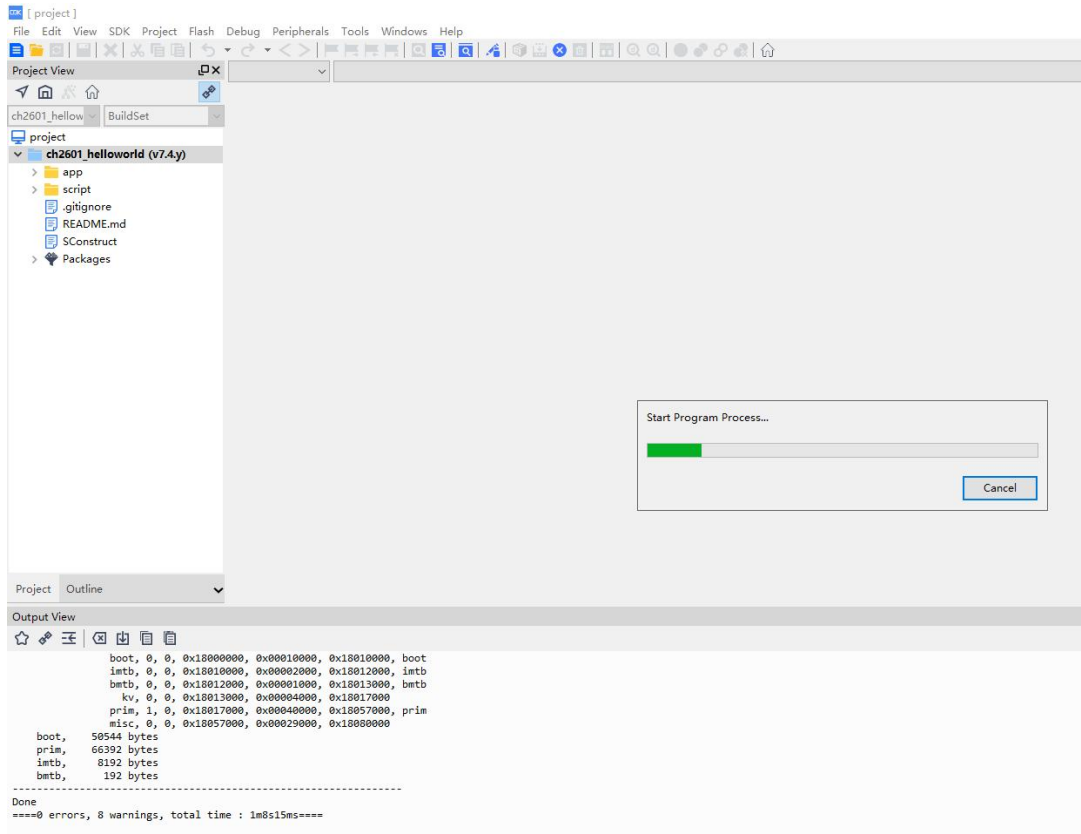 CDK [ project ]
File Edit View SDK Project Flash Debug Peripherals Tools Windows Help
Project View
ch2601_hellow BuildSet
project
ch2601_helloworld (v7.4.y)
app
script
.gitignore
README.md
SConstruct
Packages
Start Program Process...
Cancel
Project Outline
Output View
boot, 0, 0, 0x18000000, 0x00010000, 0x18010000, boot
imtb, 0, 0, 0x18010000, 0x00002000, 0x18012000, imtb
bmtb, 0, 0, 0x18012000, 0x00001000, 0x18013000, bmtb
kv, 0, 0, 0x18013000, 0x00004000, 0x18017000
prim, 1, 0, 0x18017000, 0x00040000, 0x18057000, prim
misc, 0, 0, 0x18057000, 0x00029000, 0x18080000
boot, 50544 bytes
prim, 66392 bytes
imtb, 8192 bytes
bmtb, 192 bytes
-----------------------------------------------------------------
Done
====0 errors, 8 warnings, total time : 1m8s15ms====